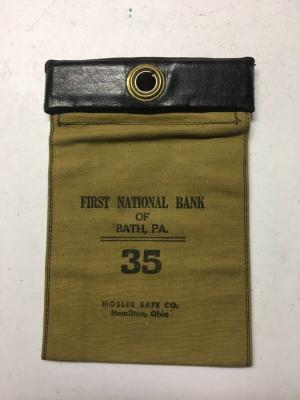 FIRST NATIONAL BANK
OF
BATH, PA.
35
MOSLER SAFE CO.
Hamilton, Ohio